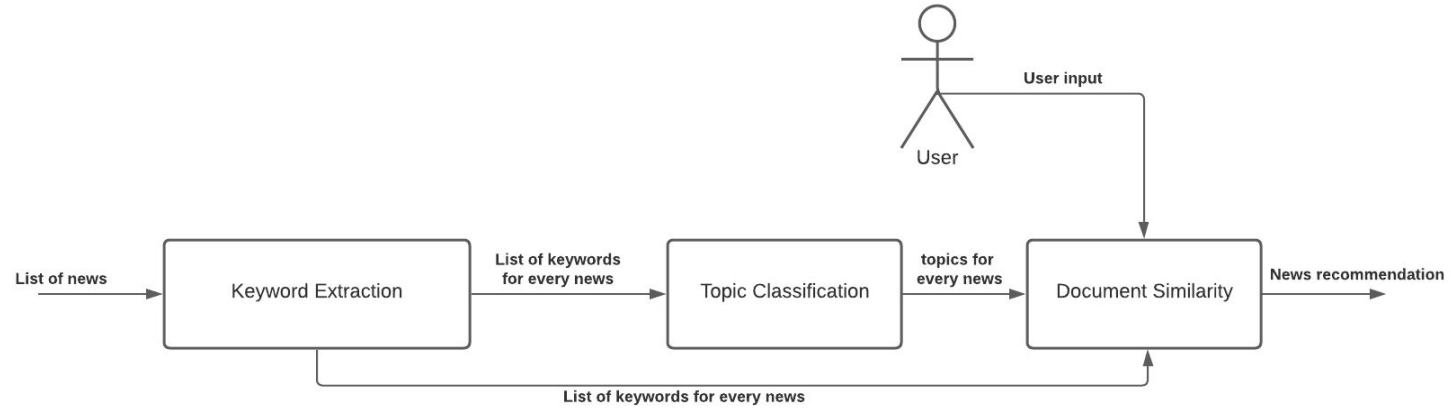 User input
User
List of news
Keyword Extraction
List of keywords
for every news
Topic Classification
topics for
every news
Document Similarity
News recommendation
List of keywords for every news